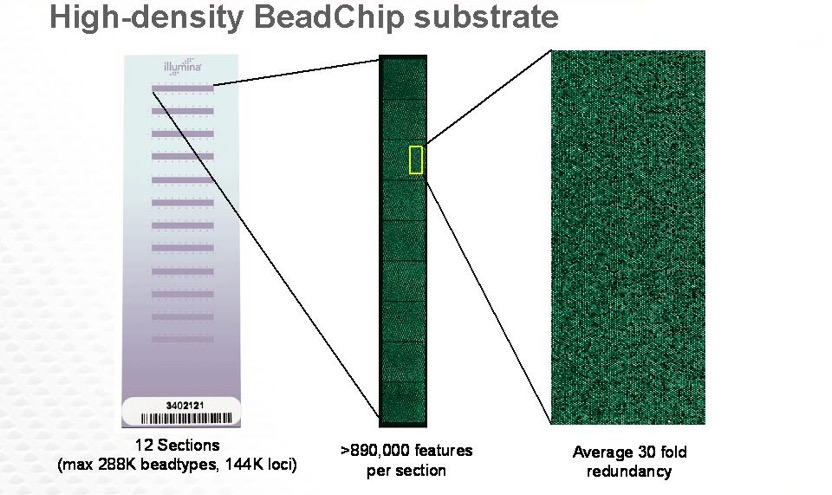 High-density BeadChip substrate
illumina
3402121
12 Sections
(max 288K beadtypes, 144K loci)
>890,000 features
per section
Average 30 fold
redundancy